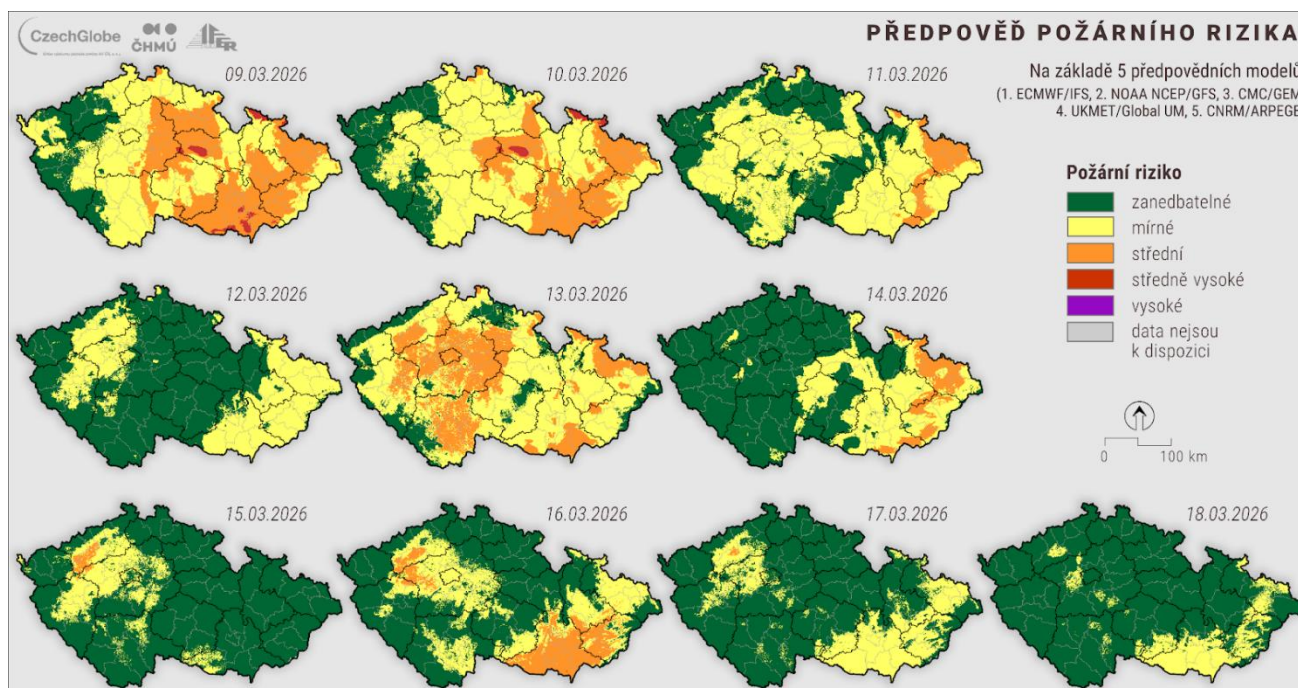 CzechGlobe
ČHMÚ
IFER
PŘEDPOVĚĎ POŽÁRNÍHO RIZIKA
Na základě 5 předpovědních modelů
(1. ECMWF/IFS, 2. NOAA NCEP/GFS, 3. CMC/GEM
4. UKMET/Global UM, 5. CNRM/ARPEGE
09.03.2026
10.03.2026
11.03.2026
Požární riziko
zanedbatelné
mírné
střední
středně vysoké
vysoké
data nejsou
k dispozici
12.03.2026
13.03.2026
14.03.2026
0 100 km
15.03.2026
16.03.2026
17.03.2026
18.03.2026